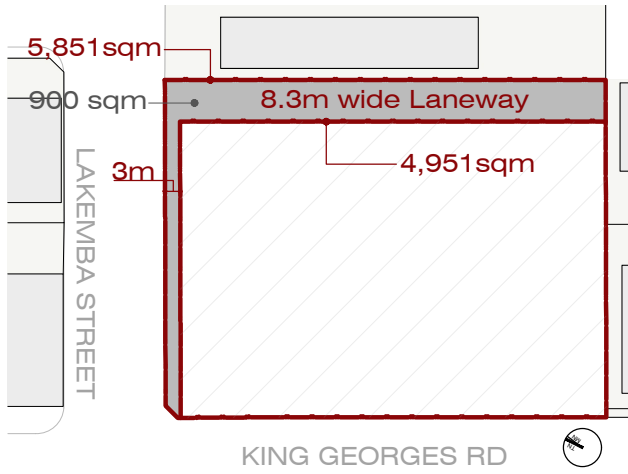 5,851sqm
900 sqm
8.3m wide Laneway
4,951sqm
3m
LAKEMBA STREET
KING GEORGES RD